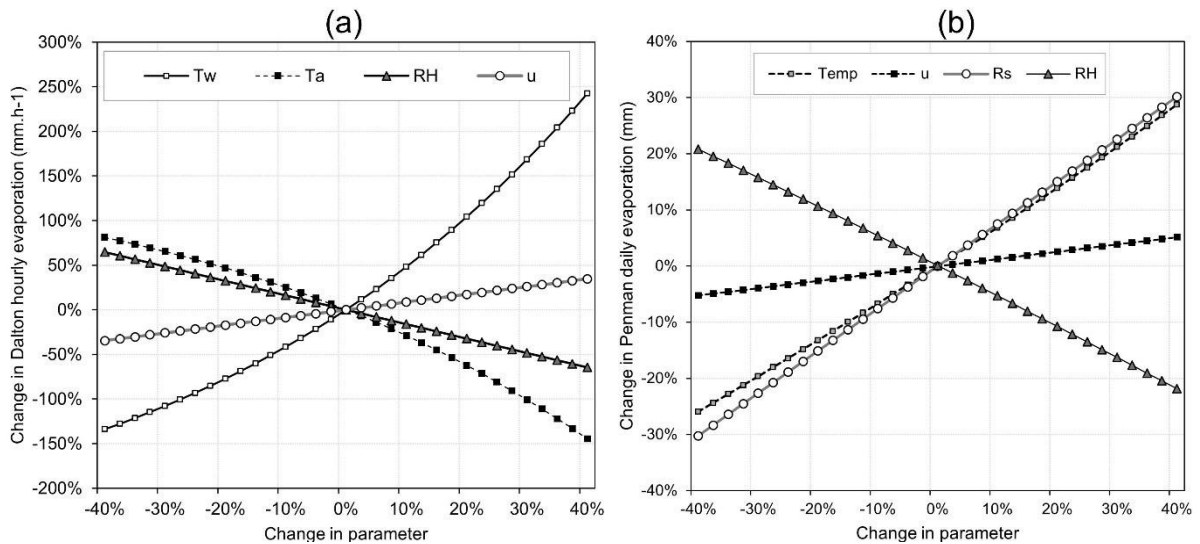 (a)
Change in Dalton hourly evaporation (mm.h-1)
300%
250%
200%
150%
100%
50%
0%
-50%
-100%
-150%
-200%
Tw Ta RH u
-40% -30% -20% -10% 0% 10% 20% 30% 40%
Change in parameter
(b)
Change in Penman daily evaporation (mm)
40%
30%
20%
10%
0%
-10%
-20%
-30%
-40%
Temp u Rs RH
-40% -30% -20% -10% 0% 10% 20% 30% 40%
Change in parameter